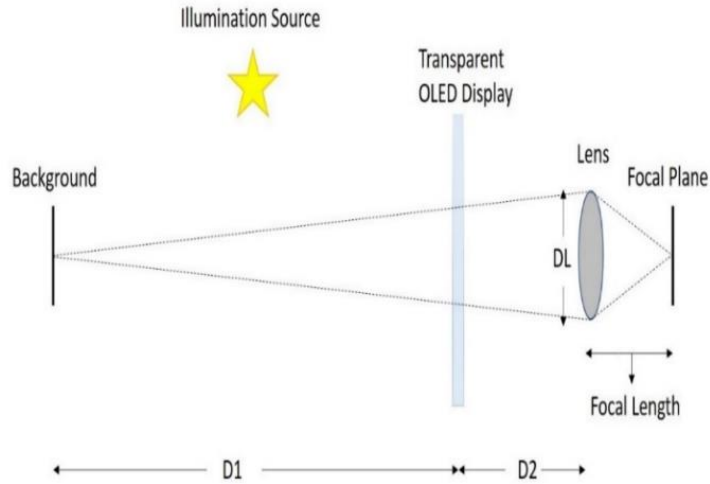 Illumination Source
Transparent
OLED Display
Lens
Background
Focal Plane
DL
Focal Length
D1
D2